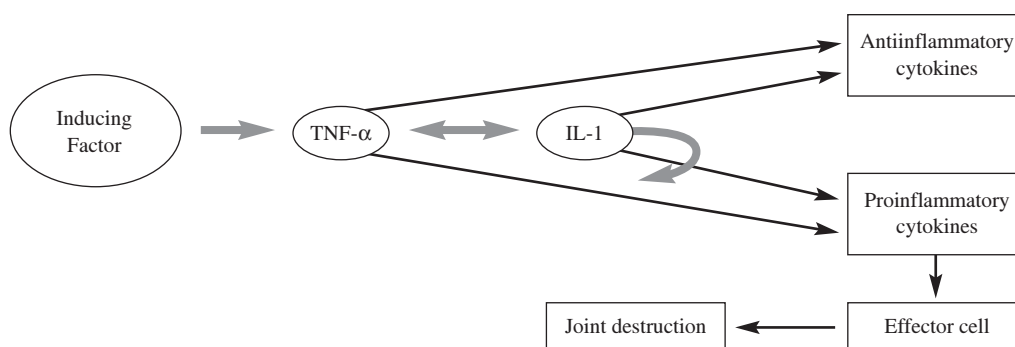 Inducing
Factor
TNF-α
IL-1
Antiinflammatory
cytokines
Proinflammatory
cytokines
Effector cell
Joint destruction